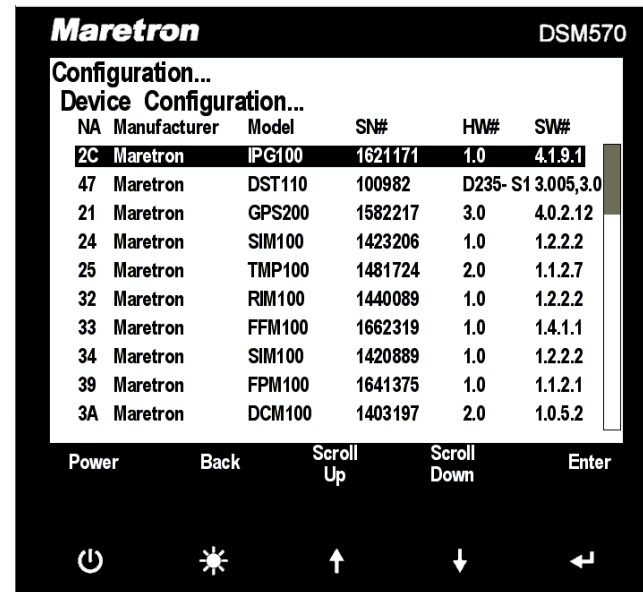 Maretron DSM570
Configuration...
Device Configuration...
NA Manufacturer Model SN# HW# SW#
2C Maretron IPG100 1621171 1.0 4.1.9.1
47 Maretron DST110 100982 D235- S1 3.005,3.0
21 Maretron GPS200 1582217 3.0 4.0.2.12
24 Maretron SIM100 1423206 1.0 1.2.2.2
25 Maretron TMP100 1481724 2.0 1.1.2.7
32 Maretron RIM100 1440089 1.0 1.2.2.2
33 Maretron FFM100 1662319 1.0 1.4.1.1
34 Maretron SIM100 1420889 1.0 1.2.2.2
39 Maretron FPM100 1641375 1.0 1.1.2.1
3A Maretron DCM100 1403197 2.0 1.0.5.2
Power Back Scroll Up Scroll Down Enter